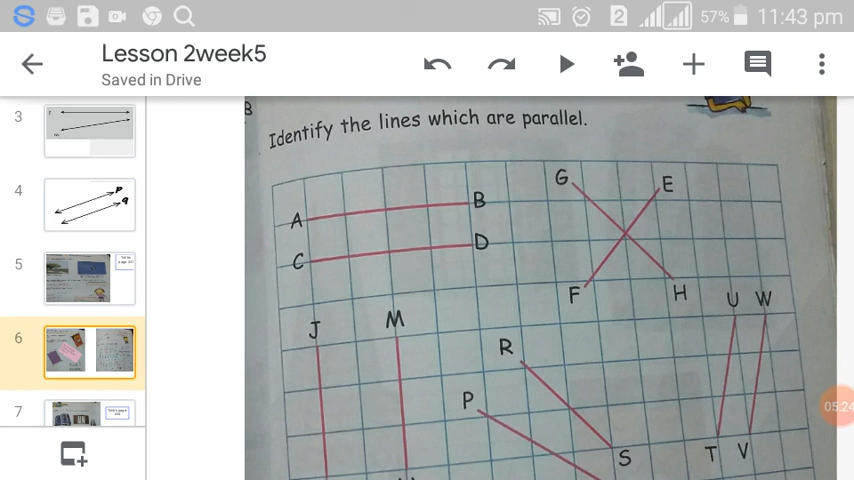 57% 11:43 pm
Lesson 2week5
Saved in Drive
3
4
P
q
5
6
7
Identify the lines which are parallel.
G E
A B
C D
F H U W
J M
R
P
S T V
05:24